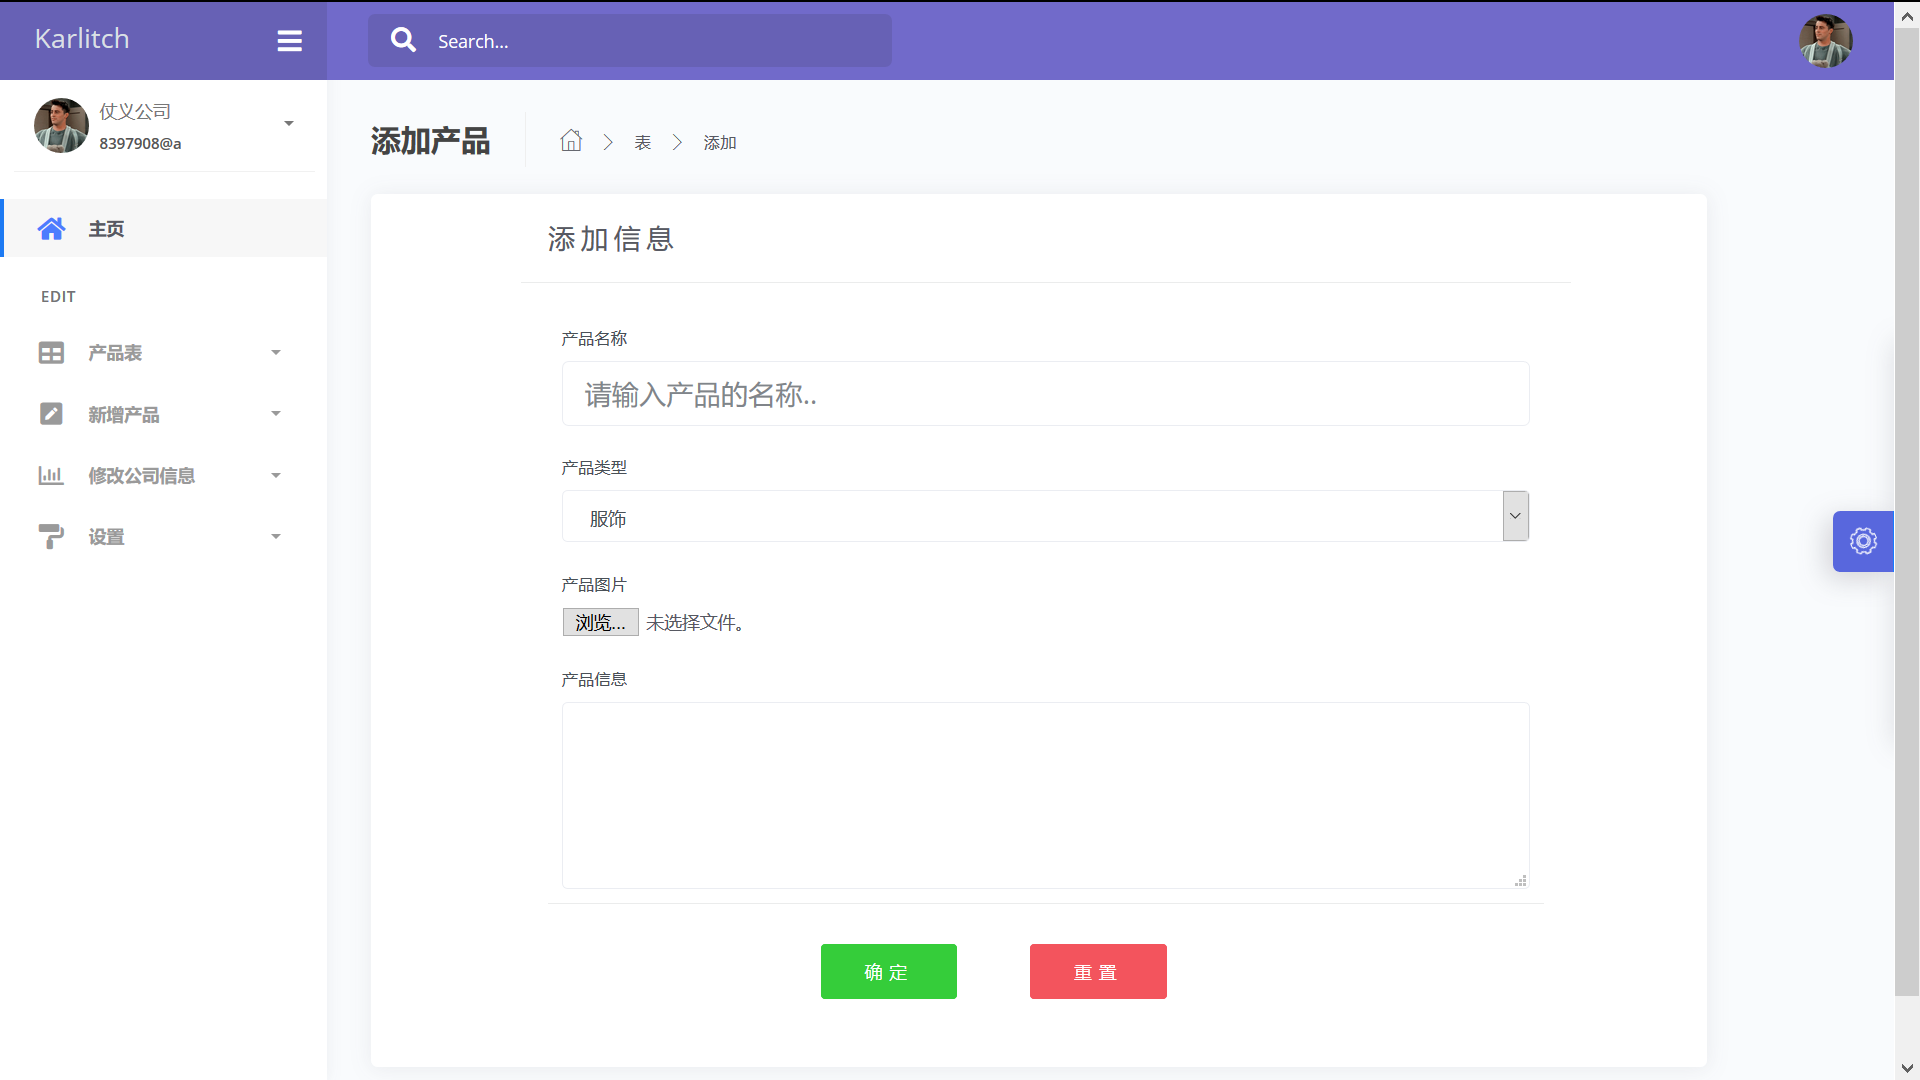 Karlitch
Search...
仗义公司
8397908@a
主页
EDIT
产品表
新增产品
修改公司信息
设置
添加产品
表
添加
添加信息
产品名称
请输入产品的名称..
产品类型
服饰
产品图片
浏览... 未选择文件。
产品信息
确定
重置